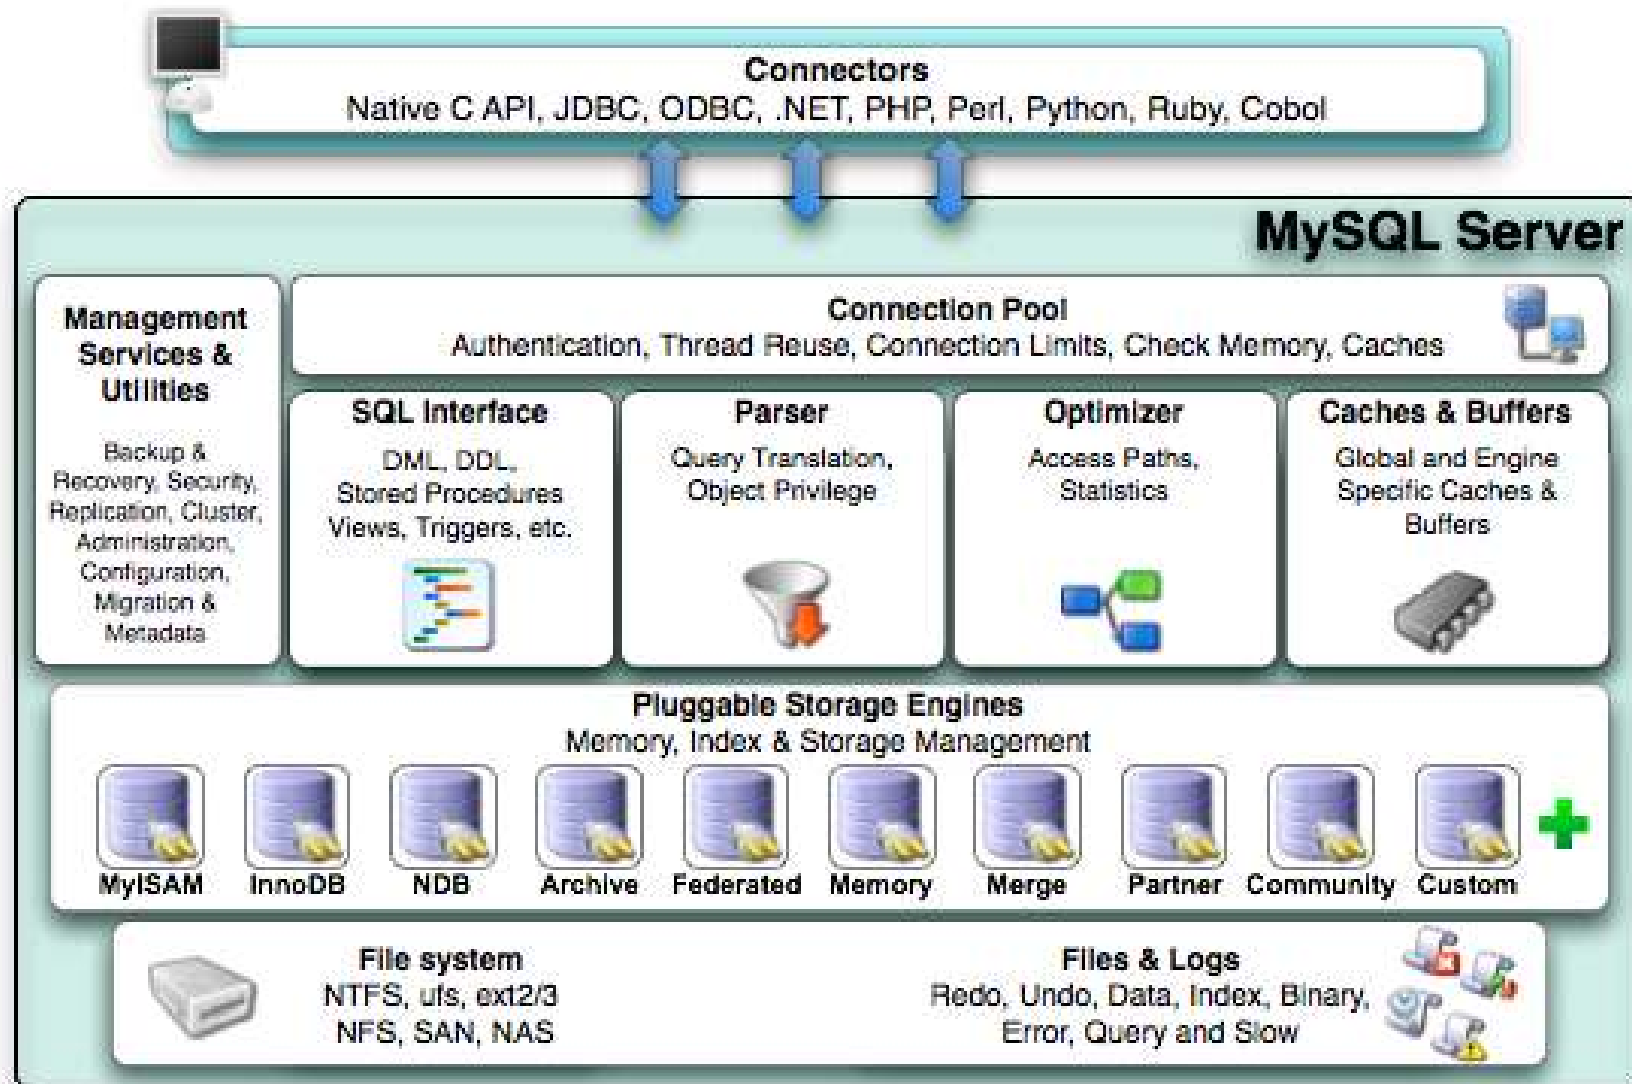 Connectors
Native C API, JDBC, ODBC, .NET, PHP, Perl, Python, Ruby, Cobol
MySQL Server
Management
Services &
Utilities
Backup &
Recovery, Security,
Replication, Cluster,
Administration,
Configuration,
Migration &
Metadata
Connection Pool
Authentication, Thread Reuse, Connection Limits, Check Memory, Caches
SQL Interface
DML, DDL,
Stored Procedures
Views, Triggers, etc.
Parser
Query Translation,
Object Privilege
Optimizer
Access Paths,
Statistics
Caches & Buffers
Global and Engine
Specific Caches &
Buffers
Pluggable Storage Engines
Memory, Index & Storage Management
MyISAM
InnoDB
NDB
Archive
Federated
Memory
Merge
Partner
Community
Custom
File system
NTFS, ufs, ext2/3
NFS, SAN, NAS
Files & Logs
Redo, Undo, Data, Index, Binary,
Error, Query and Slow